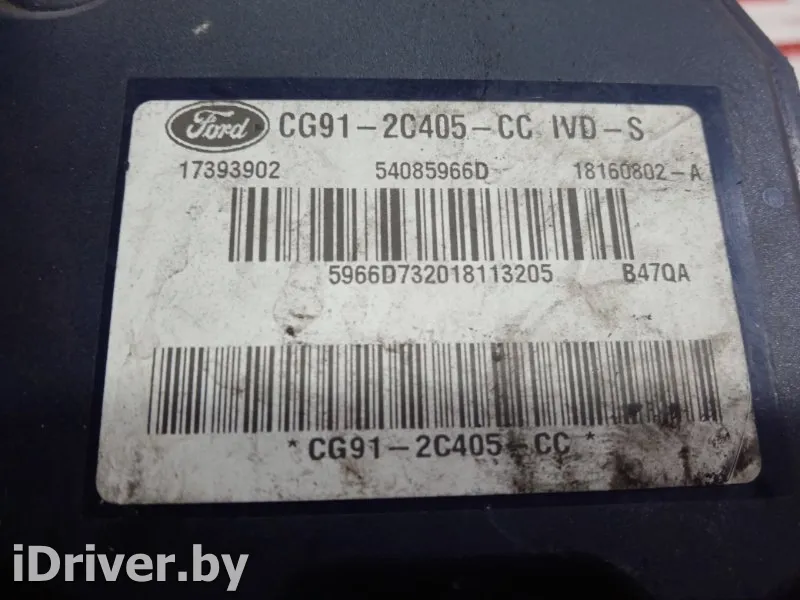 Ford CG91-2C405-CC IVD-S
17393902 54085966D 18160802-A
5966D732018113205 B47QA
* CG91-2C405-CC *
iDriver.by